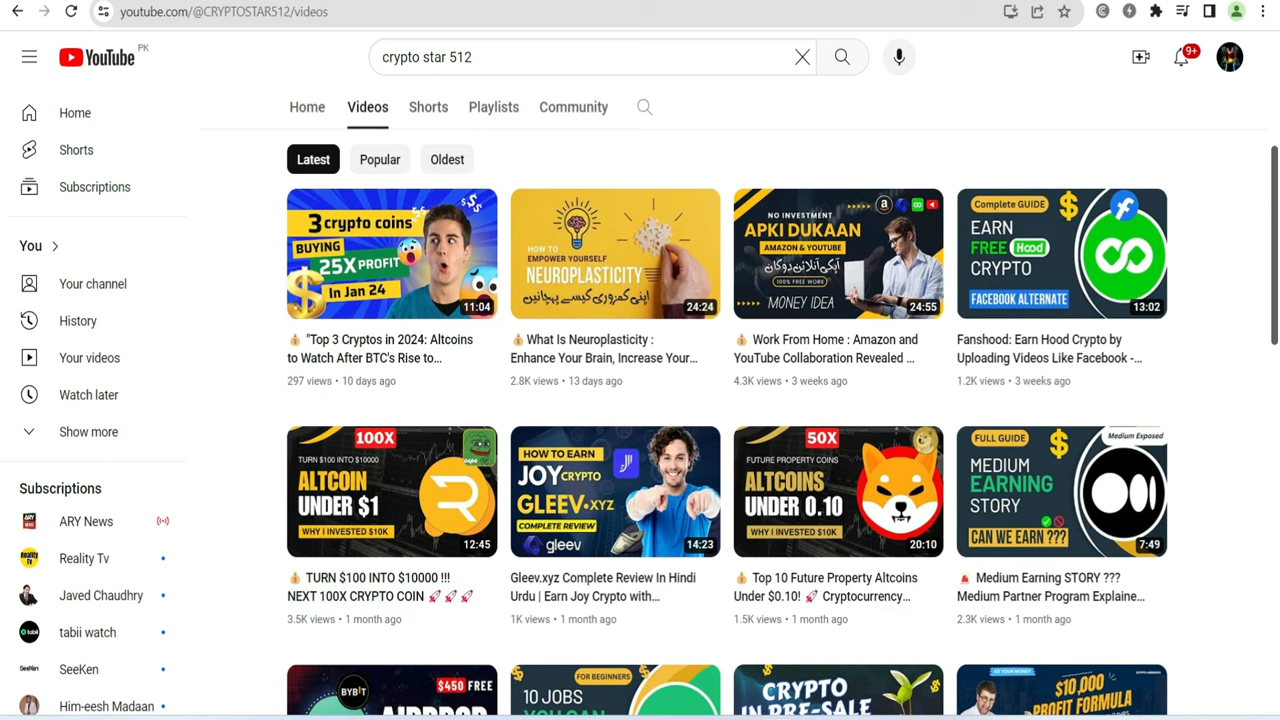 youtube.com/@CRYPTOSTAR512/videos
YouTube PK
crypto star 512
9+
Home
Shorts
Subscriptions
You
Your channel
History
Your videos
Watch later
Show more
Subscriptions
ARY News
Reality Tv
Javed Chaudhry
tabii watch
SeeKen
Him-eesh Madaan
Home Videos Shorts Playlists Community
Latest Popular Oldest
3 crypto coins
BUYING
25X PROFIT
In Jan 24
11:04
"Top 3 Cryptos in 2024: Altcoins
to Watch After BTC's Rise to...
297 views • 10 days ago
HOW TO
EMPOWER YOURSELF
NEUROPLASTICITY
اپنی کمزوری کیسے پہچانیں
24:24
What Is Neuroplasticity :
Enhance Your Brain, Increase Your...
2.8K views • 13 days ago
NO INVESTMENT
APKI DUKAAN
AMAZON & YOUTUBE
آپکی آنلائن دوکان
100% FREE WORK
MONEY IDEA
24:55
Work From Home : Amazon and
YouTube Collaboration Revealed ...
4.3K views • 3 weeks ago
Complete GUIDE
EARN
FREE Hood
CRYPTO
FACEBOOK ALTERNATE
13:02
Fanshood: Earn Hood Crypto by
Uploading Videos Like Facebook -...
1.2K views • 3 weeks ago
100X
TURN $100 INTO $10000
ALTCOIN
UNDER $1
WHY I INVESTED $10K
12:45
TURN $100 INTO $10000 !!!
NEXT 100X CRYPTO COIN
3.5K views • 1 month ago
HOW TO EARN
JOY CRYPTO
GLEEV•XYZ
COMPLETE REVIEW
gleev
14:23
Gleev.xyz Complete Review In Hindi
Urdu | Earn Joy Crypto with...
1K views • 1 month ago
50X
FUTURE PROPERTY COINS
ALTCOINS
UNDER 0.10
WHY I INVESTED $10K
20:10
Top 10 Future Property Altcoins
Under $0.10! Cryptocurrency...
1.5K views • 1 month ago
FULL GUIDE
Medium Exposed
MEDIUM
EARNING
STORY
CAN WE EARN ???
7:49
Medium Earning STORY ???
Medium Partner Program Explaine...
2.3K views • 1 month ago
BYBIT
$450 FREE
AIRDROP
FOR BEGINNERS
10 JOBS
YOU CAN
CRYPTO
IN PRE-SALE
$10,000
PROFIT FORMULA